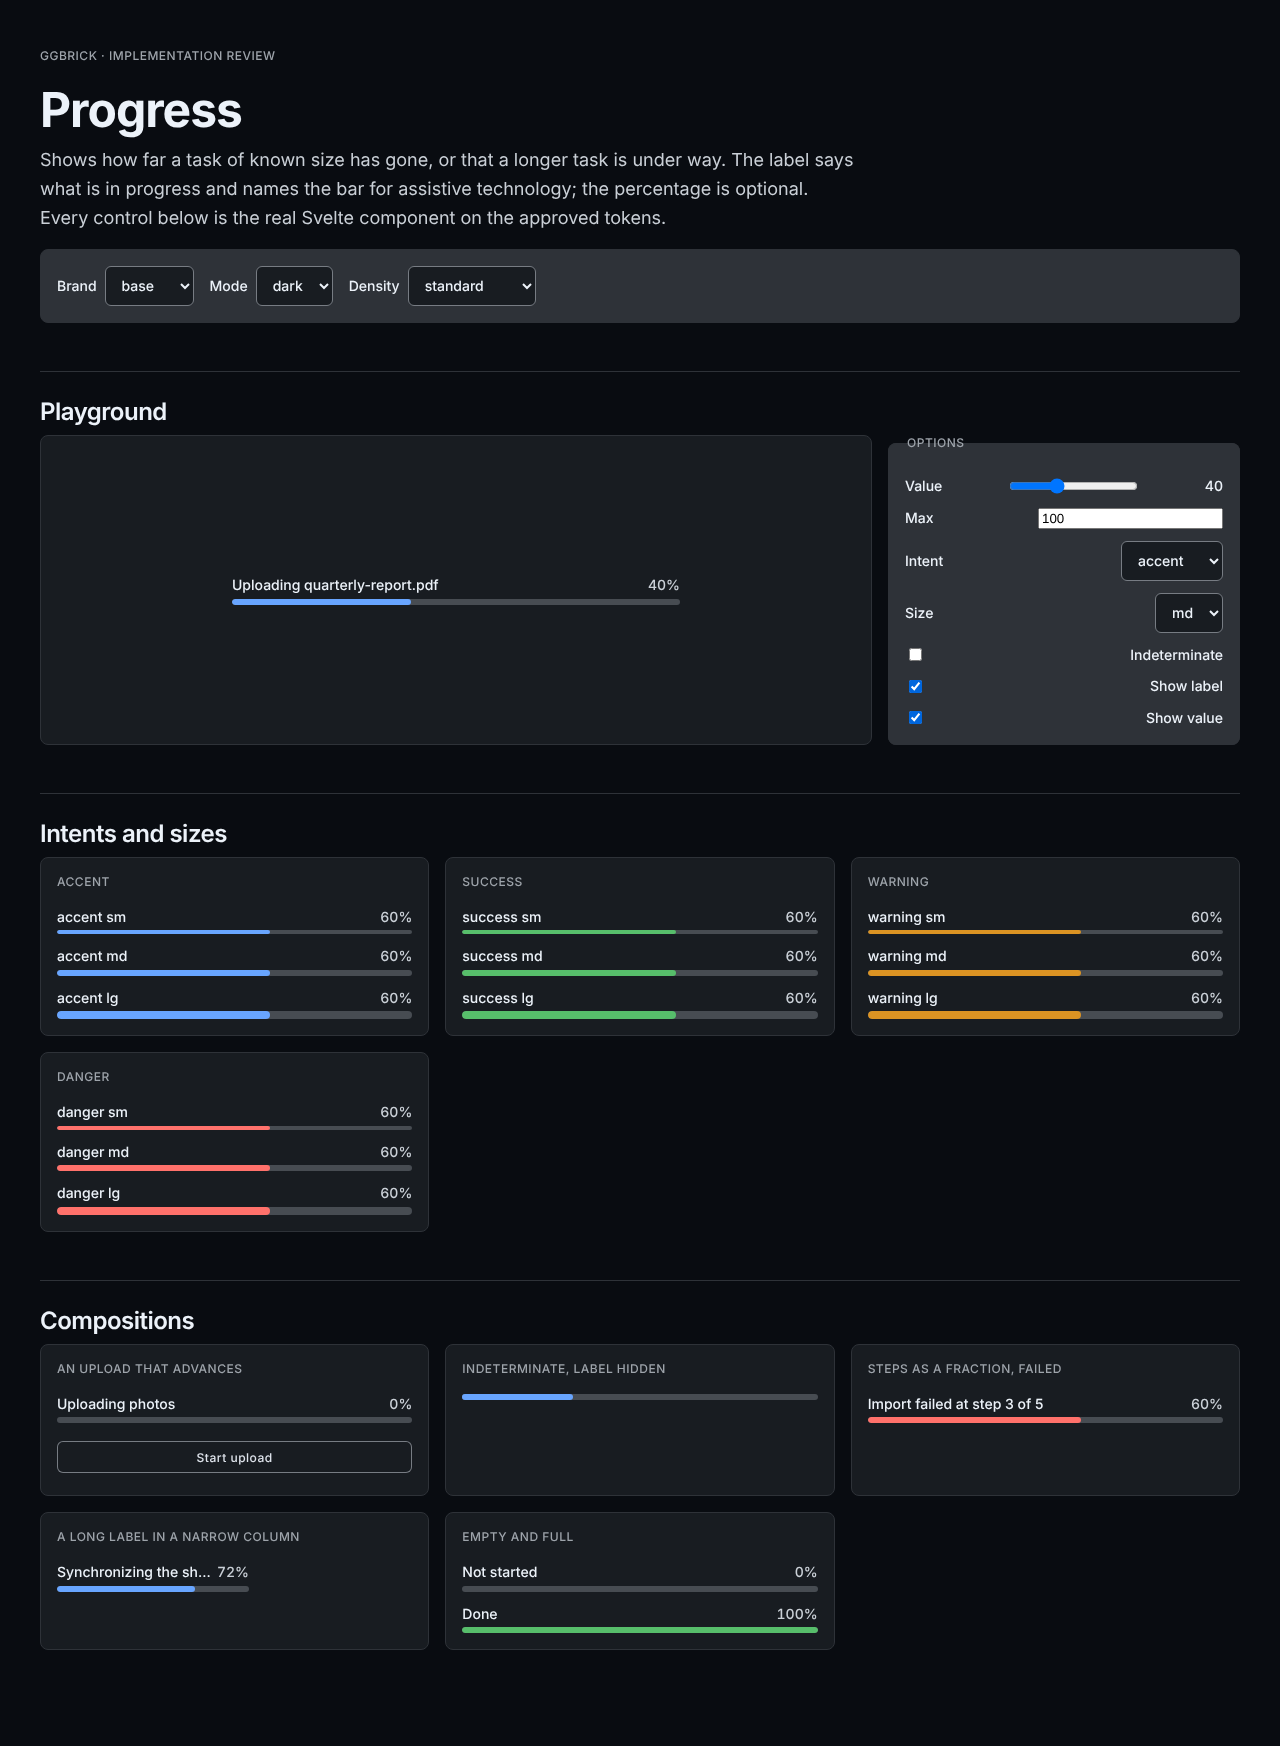 GGBRICK · IMPLEMENTATION REVIEW
Progress
Shows how far a task of known size has gone, or that a longer task is under way. The label says
what is in progress and names the bar for assistive technology; the percentage is optional.
Every control below is the real Svelte component on the approved tokens.
Brand base Mode dark Density standard
Playground
Uploading quarterly-report.pdf 40%
OPTIONS
Value 40
Max 100
Intent accent
Size md
Indeterminate
Show label
Show value
Intents and sizes
ACCENT
accent sm 60%
accent md 60%
accent lg 60%
SUCCESS
success sm 60%
success md 60%
success lg 60%
WARNING
warning sm 60%
warning md 60%
warning lg 60%
DANGER
danger sm 60%
danger md 60%
danger lg 60%
Compositions
AN UPLOAD THAT ADVANCES
Uploading photos 0%
Start upload
INDETERMINATE, LABEL HIDDEN
STEPS AS A FRACTION, FAILED
Import failed at step 3 of 5 60%
A LONG LABEL IN A NARROW COLUMN
Synchronizing the sh... 72%
EMPTY AND FULL
Not started 0%
Done 100%